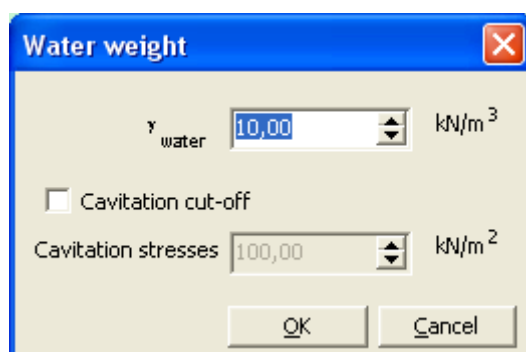 Water weight
γ water 10,00 kN/m³
Cavitation cut-off
Cavitation stresses 100,00 kN/m²
OK Cancel